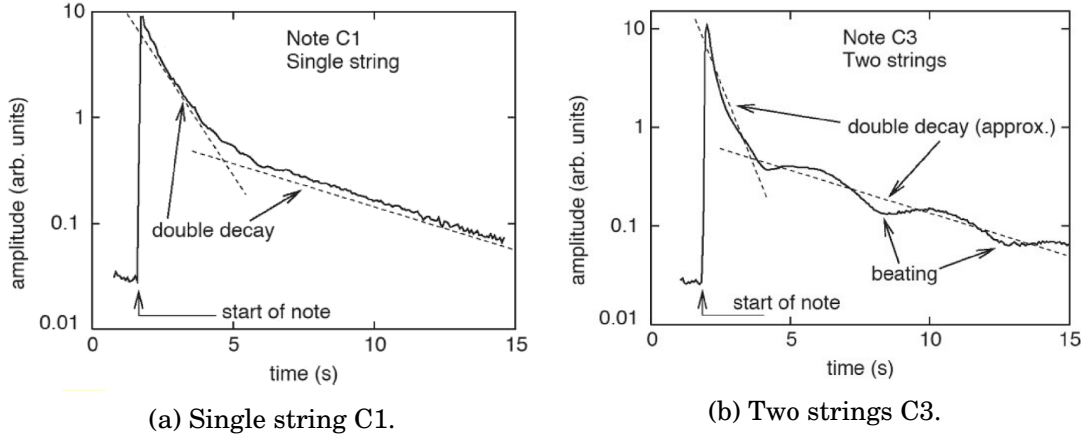 Note C1
Single string
10
1
0.1
0.01
amplitude (arb. units)
double decay
start of note
0
5
10
15
time (s)
(a) Single string C1.
Note C3
Two strings
10
1
0.1
0.01
amplitude (arb. units)
double decay (approx.)
beating
start of note
0
5
10
15
time (s)
(b) Two strings C3.